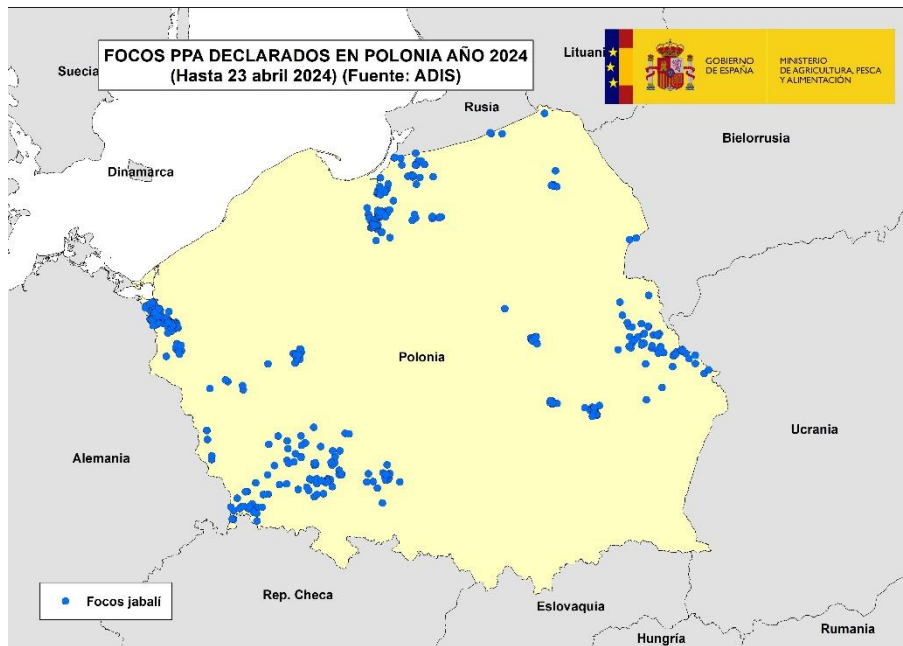 FOCOS PPA DECLARADOS EN POLONIA AÑO 2024
(Hasta 23 abril 2024) (Fuente: ADIS)
Lituani
GOBIERNO
DE ESPAÑA
MINISTERIO
DE AGRICULTURA, PESCA
Y ALIMENTACIÓN
Suecia
Rusia
Bielorrusia
Dinamarca
Polonia
Ucrania
Alemania
Rep. Checa
Eslovaquia
Focos jabalí
Hungría
Rumania